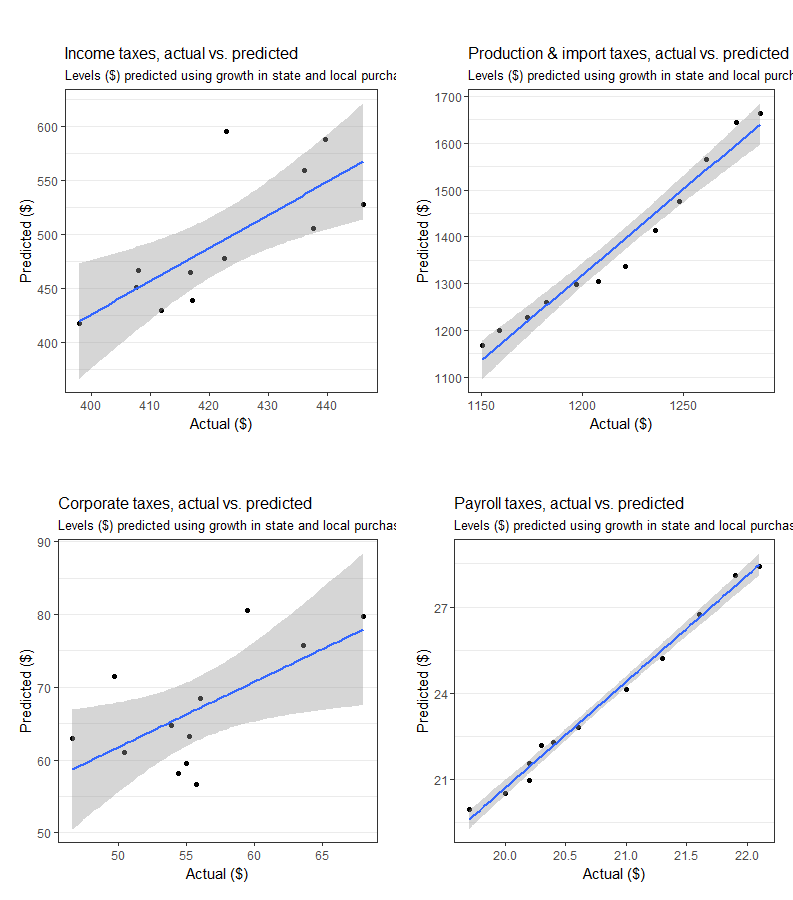 Income taxes, actual vs. predicted
Levels ($) predicted using growth in state and local purcha
600
550
500
450
400
Predicted ($)
400 410 420 430 440
Actual ($)
Production & import taxes, actual vs. predicted
Levels ($) predicted using growth in state and local purch
1700
1600
1500
1400
1300
1200
1100
Predicted ($)
1150 1200 1250
Actual ($)
Corporate taxes, actual vs. predicted
Levels ($) predicted using growth in state and local purchas
90
80
70
60
50
Predicted ($)
50 55 60 65
Actual ($)
Payroll taxes, actual vs. predicted
Levels ($) predicted using growth in state and local purchas
27
24
21
Predicted ($)
20.0 20.5 21.0 21.5 22.0
Actual ($)